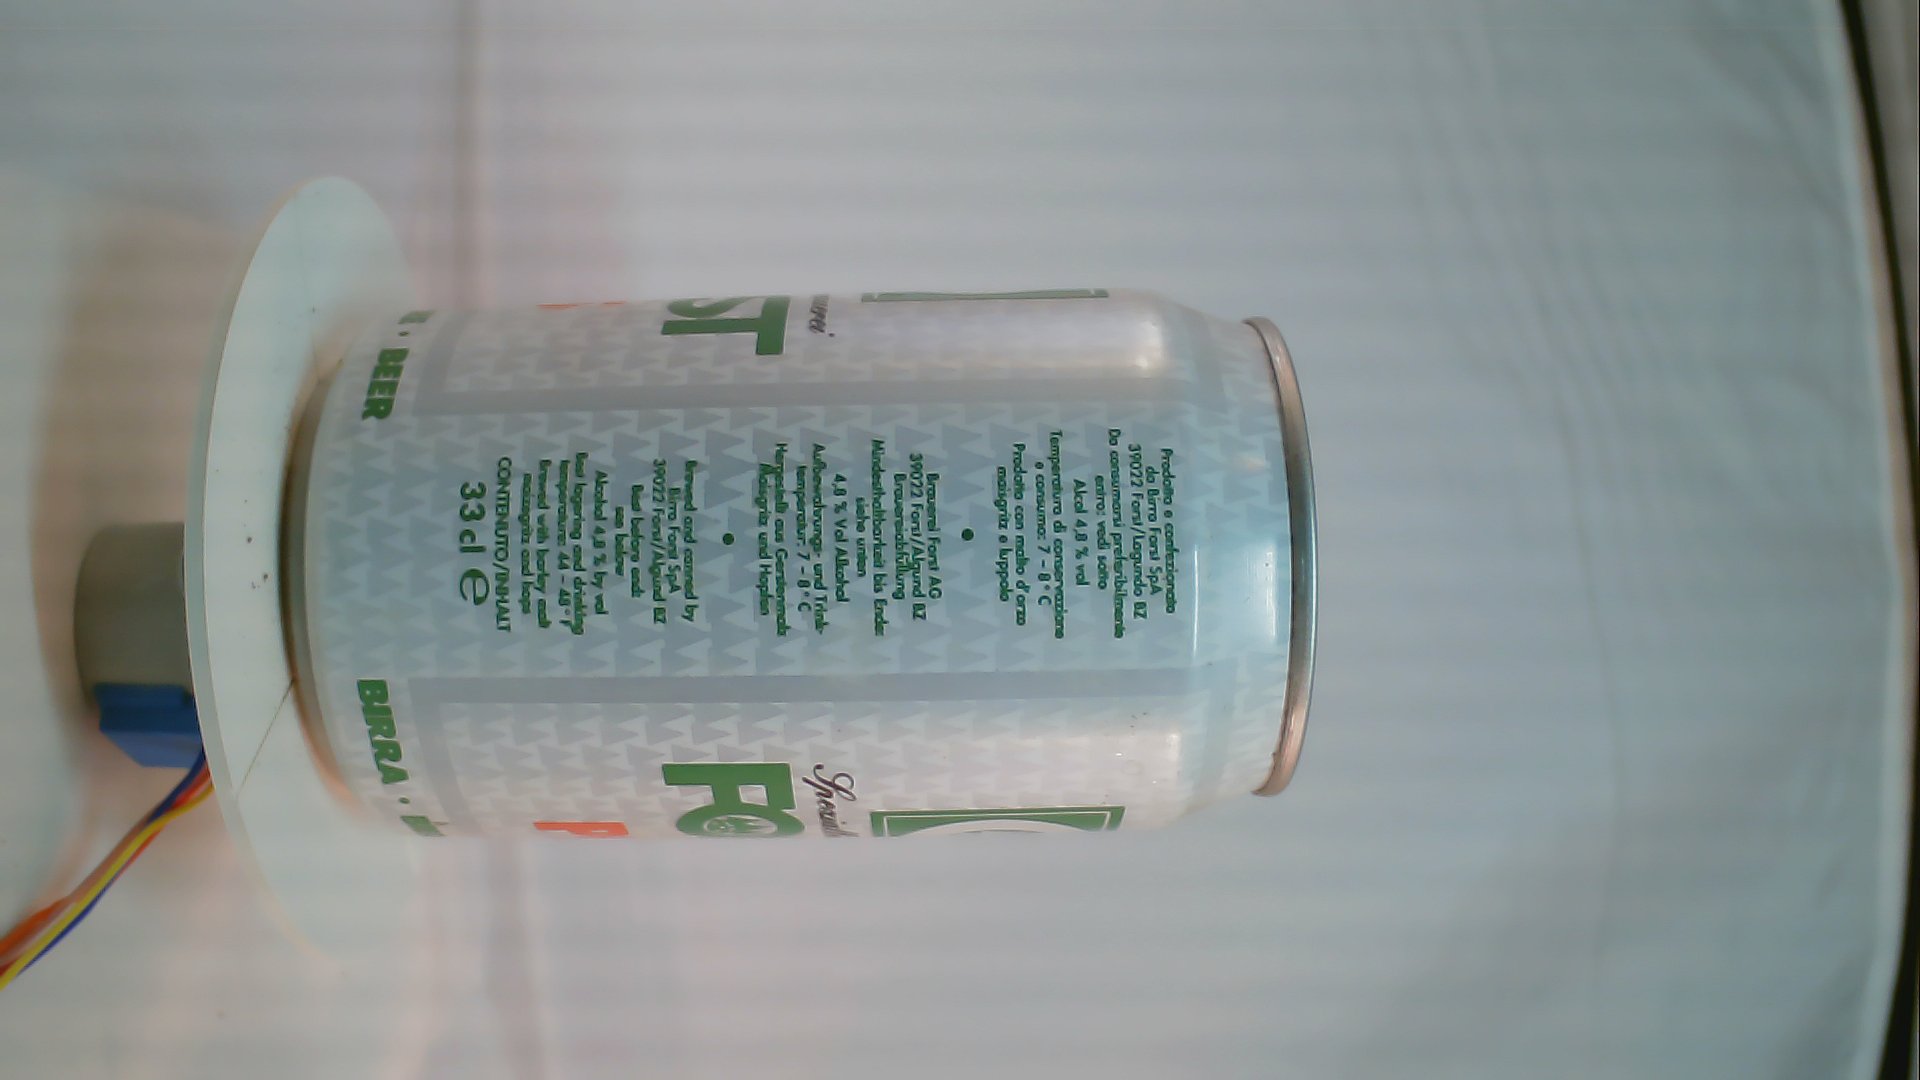 Prodotta e confezionata
da Birra Forst SpA
39022 Forst/Lagundo BZ
Da consumarsi preferibilmente
entro: vedi sotto
Alcol 4,8 % vol
Temperatura di conservazione
e consumo: 7 - 8 °C
Prodotta con malto d'orzo
maisgritz e luppolo
•
Brauerei Forst AG
39022 Forst/Algund BZ
Brauereiabfüllung
Mindesthaltbarkeit bis Ende:
siehe unten
4,8 % Vol Alkohol
Aufbewahrungs- und Trink-
temperatur: 7 - 8 °C
Hergestellt aus Gerstenmalz
Maisgritz und Hopfen
•
Brewed and canned by
Birra Forst SpA
39022 Forst/Algund BZ
Best before end:
see below
Alcohol 4,8 % by vol
Best keeping and drinking
temperature: 44 - 46 °F
Brewed with barley malt
maisgritz and hops
CONTENUTO/INHALT
33 cl e
Spezial
FO
P
BIRRA •
ST
• BEER